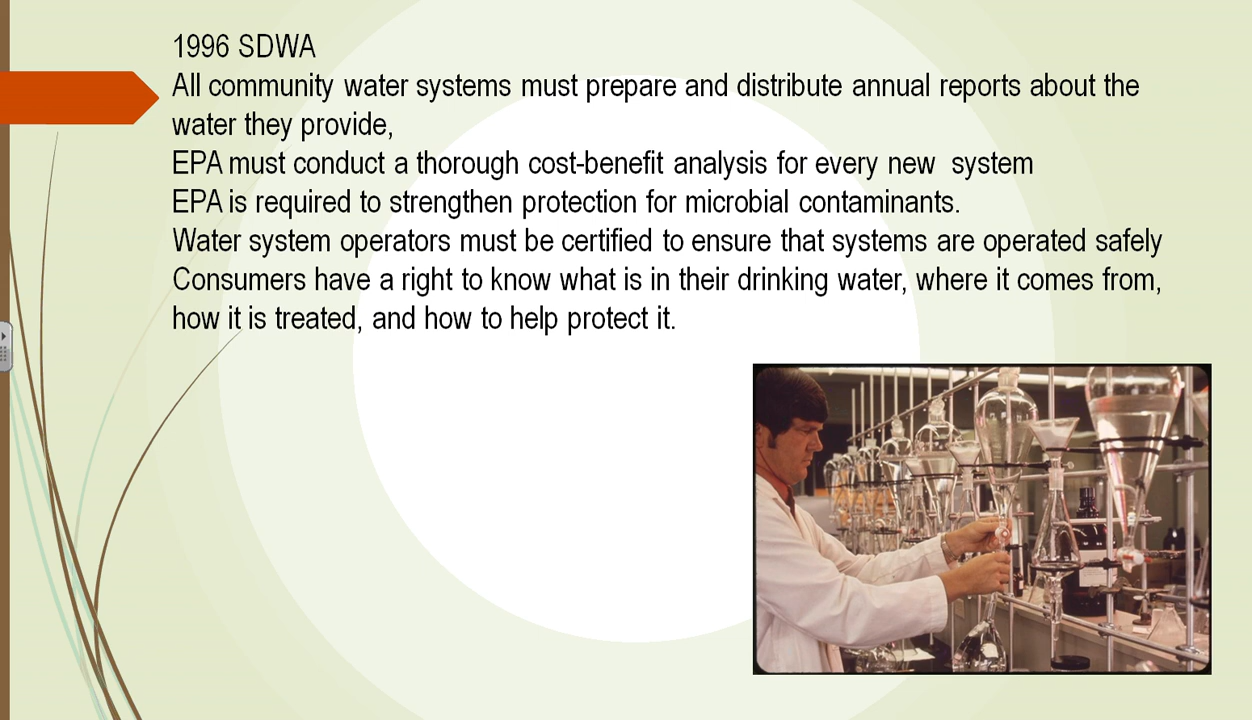 1996 SDWA
All community water systems must prepare and distribute annual reports about the
water they provide,
EPA must conduct a thorough cost-benefit analysis for every new  system
EPA is required to strengthen protection for microbial contaminants.
Water system operators must be certified to ensure that systems are operated safely
Consumers have a right to know what is in their drinking water, where it comes from,
how it is treated, and how to help protect it.